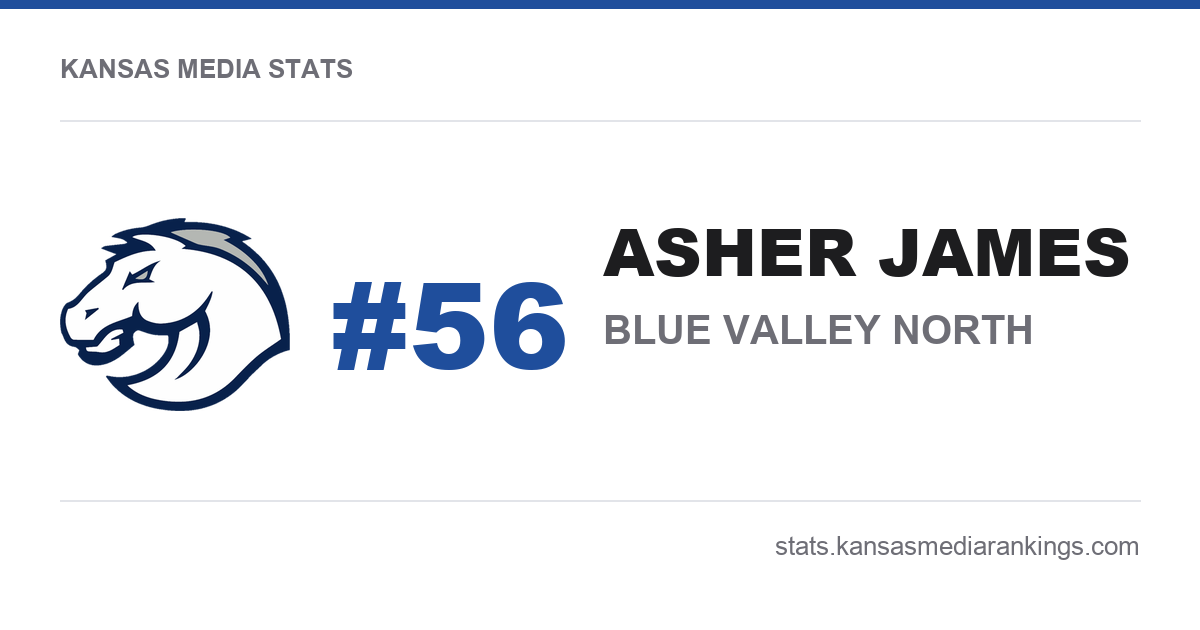 KANSAS MEDIA STATS
#56
ASHER JAMES
BLUE VALLEY NORTH
stats.kansasmediarankings.com